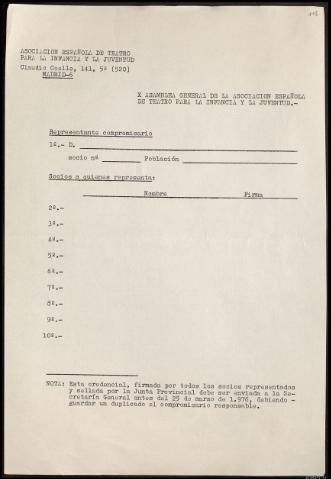 ASOCIACION ESPAÑOLA DE TEATRO
PARA LA INFANCIA Y LA JUVENTUD
Claudio Coello, 141, 5º (520)
MADRID-6
X ASAMBLEA GENERAL DE LA ASOCIACION ESPAÑOLA
DE TEATRO PARA LA INFANCIA Y LA JUVENTUD.-
Representante compromisario
1º.- D.
socio nº Población
Socios a quienes representa:
Nombre Firma
2º.-
3º.-
4º.-
5º.-
6º.-
7º.-
8º.-
9º.-
10º.-
NOTA: Esta credencial, firmada por todos los socios representados
y sellada por la Junta Provincial debe ser enviada a la Se-
cretaría General antes del 25 de marzo de 1.976, debiendo -
guardar un duplicado el compromisario responsable.